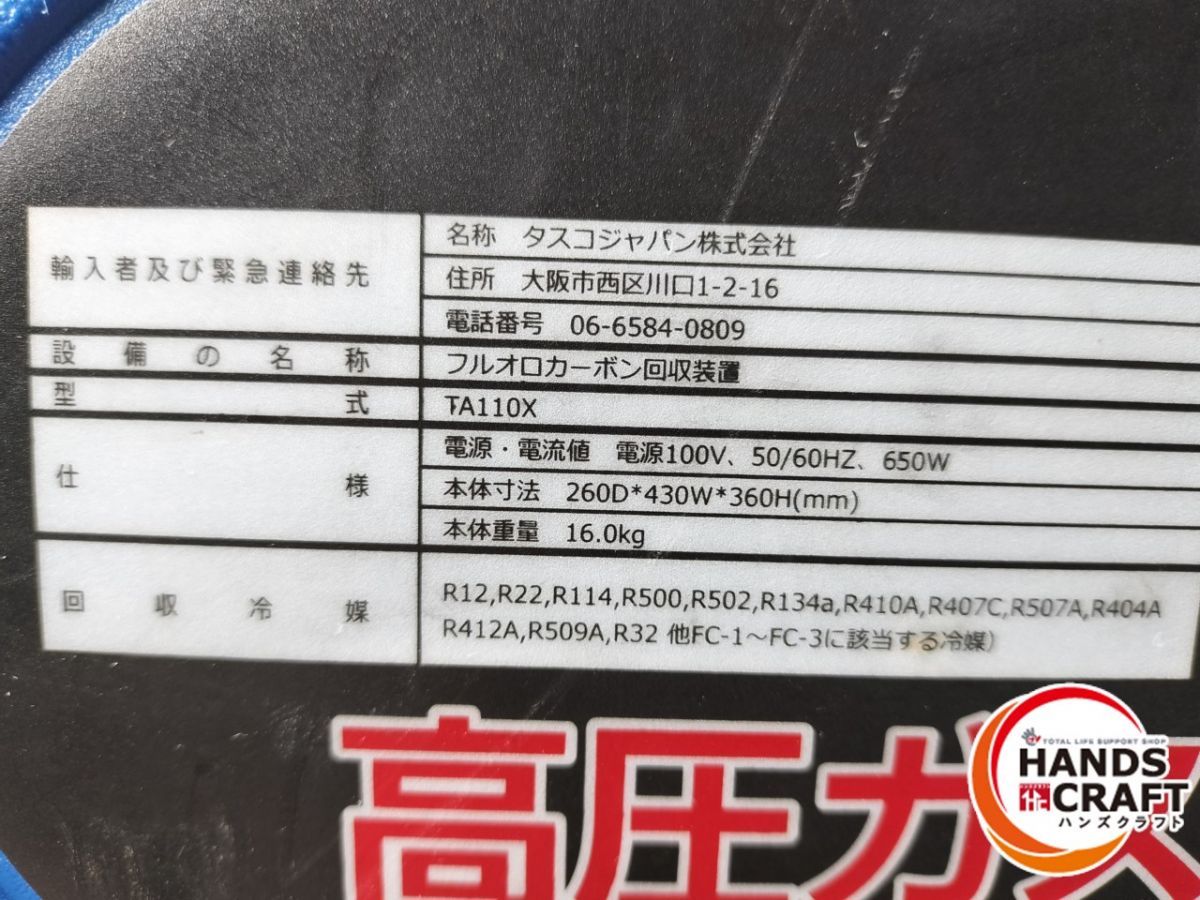 輸入者及び緊急連絡先
名称 タスコジャパン株式会社
住所 大阪市西区川口1-2-16
電話番号 06-6584-0809
設備の名称
フルオロカーボン回収装置
型式
TA110X
仕様
電源・電流値 電源100V、50/60HZ、650W
本体寸法 260D*430W*360H(mm)
本体重量 16.0kg
回収冷媒
R12,R22,R114,R500,R502,R134a,R410A,R407C,R507A,R404A
R412A,R509A,R32 他FC-1～FC-3に該当する冷媒)
高圧ガス
TOTAL LIFE SUPPORT SHOP
HANDS
CRAFT
ハンズクラフト